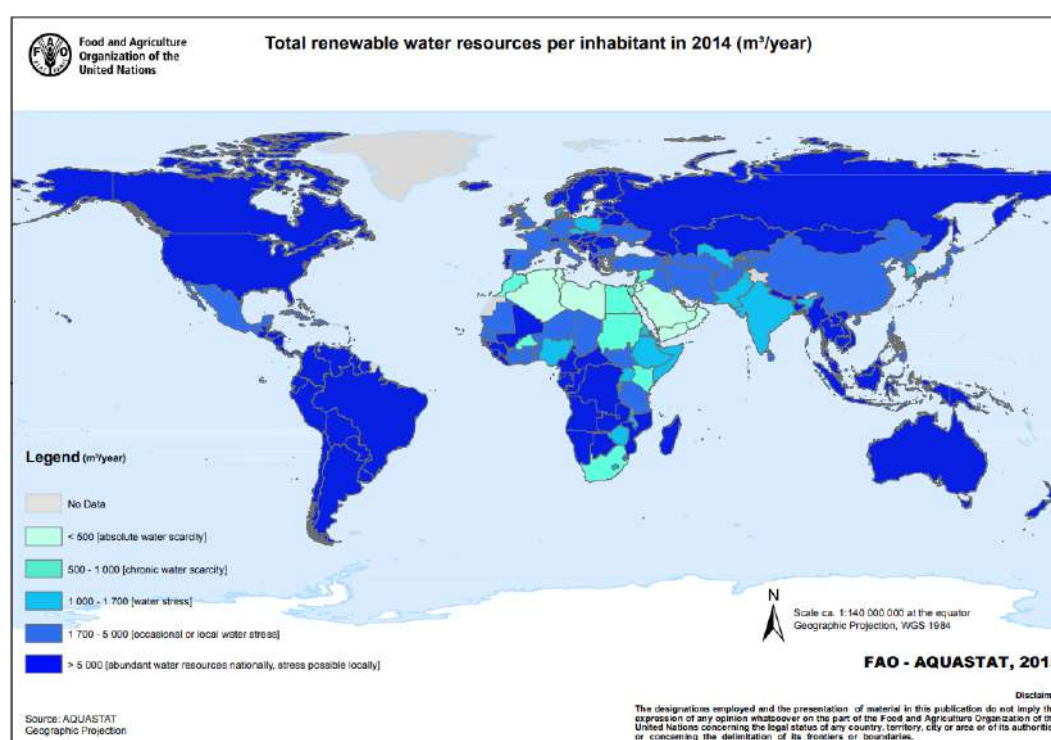 Food and Agriculture
Organization of the
United Nations
Total renewable water resources per inhabitant in 2014 (m³/year)
Legend (m³/year)
No Data
< 500 [absolute water scarcity]
500 - 1 000 [chronic water scarcity]
1 000 - 1 700 [water stress]
1 700 - 5 000 [occasional or local water stress]
> 5 000 [abundant water resources nationally, stress possible locally]
Source: AQUASTAT
Geographic Projection
N
Scale ca. 1:140 000 000 at the equator
Geographic Projection, WGS 1984
FAO - AQUASTAT, 201
Disclaim
The designations employed and the presentation of material in this publication do not imply th
expression of any opinion whatsoever on the part of the Food and Agriculture Organization of th
United Nations concerning the legal status of any country, territory, city or area or of its authoritie
or concerning the delimitation of its frontiers or boundaries.